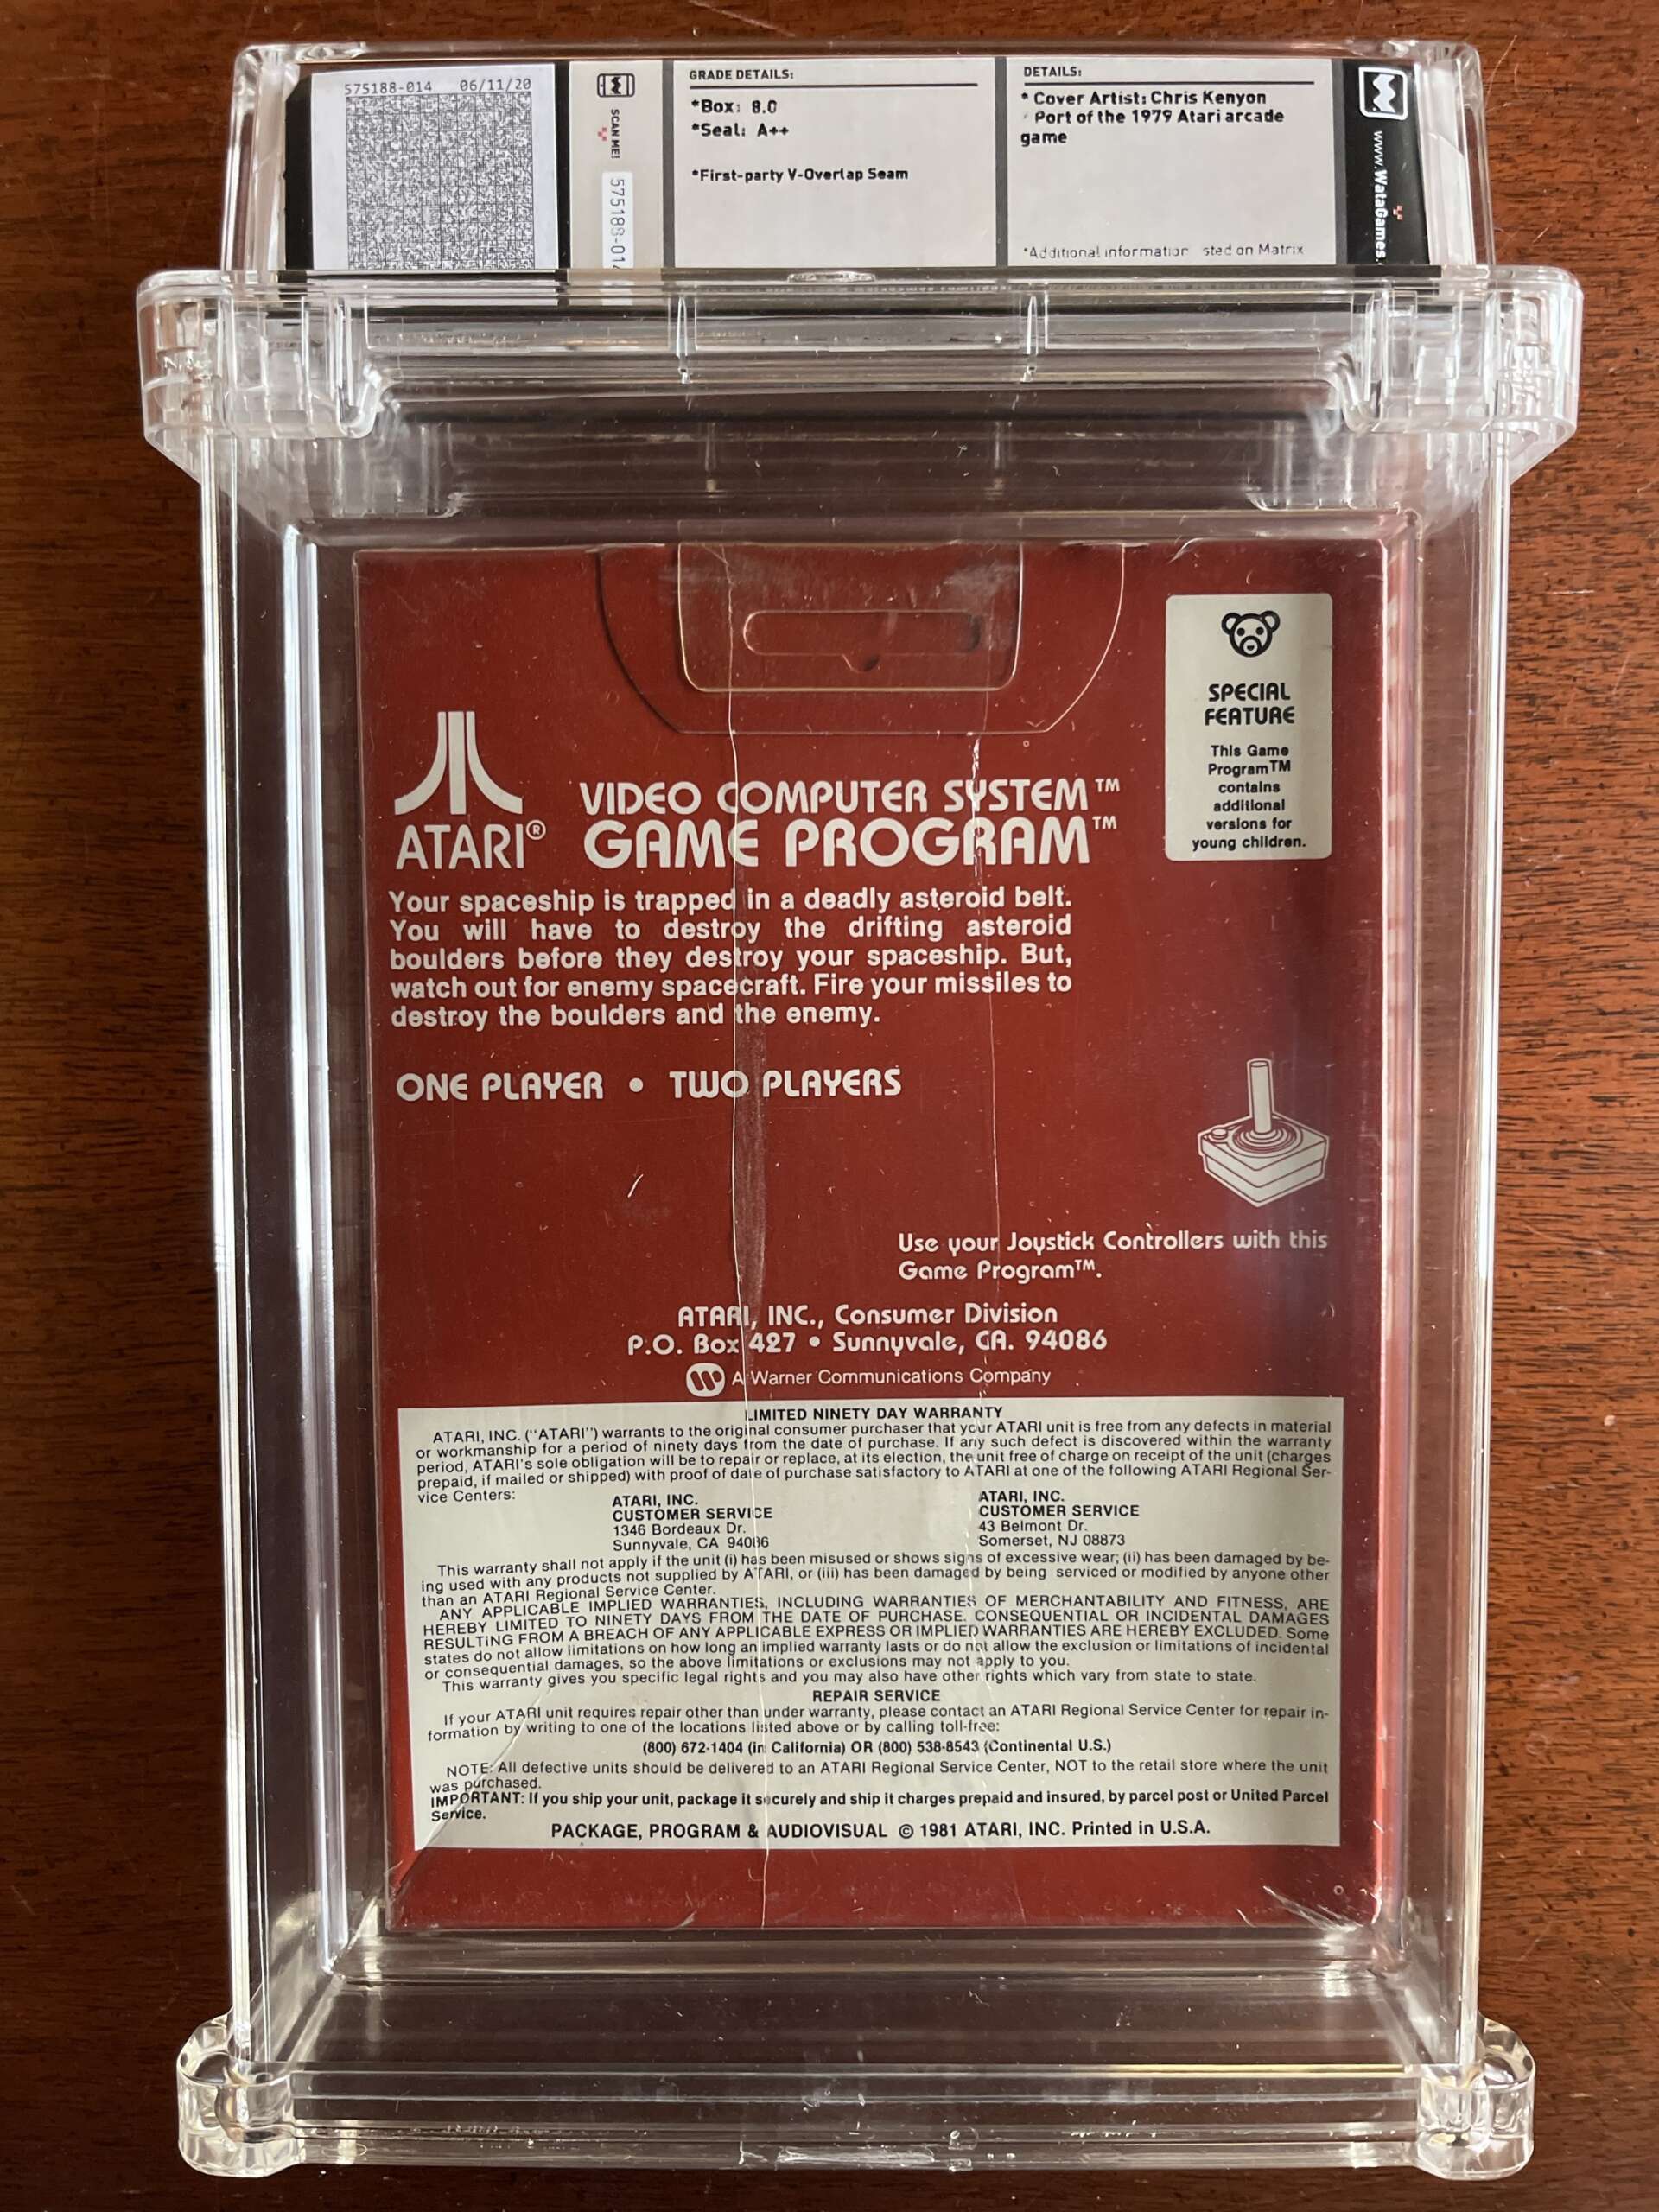 575188-014 06/11/20
SCAN ME!
575188-014
GRADE DETAILS:
*Box: 8.0
*Seal: A++
*First-party V-Overlap Seam
DETAILS:
* Cover Artist: Chris Kenyon
* Port of the 1979 Atari arcade
game
*Additional information sted on Matrix
www.WataGames.
SPECIAL
FEATURE
This Game
Program™
contains
additional
versions for
young children.
ATARI®
VIDEO COMPUTER SYSTEM™
GAME PROGRAM™
Your spaceship is trapped in a deadly asteroid belt.
You will have to destroy the drifting asteroid
boulders before they destroy your spaceship. But,
watch out for enemy spacecraft. Fire your missiles to
destroy the boulders and the enemy.
ONE PLAYER • TWO PLAYERS
Use your Joystick Controllers with this
Game Program™.
ATARI, INC., Consumer Division
P.O. Box 427 • Sunnyvale, CA. 94086
A Warner Communications Company
LIMITED NINETY DAY WARRANTY
ATARI, INC. ("ATARI") warrants to the original consumer purchaser that your ATARI unit is free from any defects in material
or workmanship for a period of ninety days from the date of purchase. If any such defect is discovered within the warranty
period, ATARI's sole obligation will be to repair or replace, at its election, the unit free of charge on receipt of the unit (charges
prepaid, if mailed or shipped) with proof of date of purchase satisfactory to ATARI at one of the following ATARI Regional Ser-
vice Centers:
ATARI, INC.
CUSTOMER SERVICE
1346 Bordeaux Dr.
Sunnyvale, CA 94086
ATARI, INC.
CUSTOMER SERVICE
43 Belmont Dr.
Somerset, NJ 08873
This warranty shall not apply if the unit (i) has been misused or shows signs of excessive wear; (ii) has been damaged by be-
ing used with any products not supplied by ATARI, or (iii) has been damaged by being serviced or modified by anyone other
than an ATARI Regional Service Center.
ANY APPLICABLE IMPLIED WARRANTIES, INCLUDING WARRANTIES OF MERCHANTABILITY AND FITNESS, ARE
HEREBY LIMITED TO NINETY DAYS FROM THE DATE OF PURCHASE. CONSEQUENTIAL OR INCIDENTAL DAMAGES
RESULTING FROM A BREACH OF ANY APPLICABLE EXPRESS OR IMPLIED WARRANTIES ARE HEREBY EXCLUDED. Some
states do not allow limitations on how long an implied warranty lasts or do not allow the exclusion or limitations of incidental
or consequential damages, so the above limitations or exclusions may not apply to you.
This warranty gives you specific legal rights and you may also have other rights which vary from state to state.
REPAIR SERVICE
If your ATARI unit requires repair other than under warranty, please contact an ATARI Regional Service Center for repair in-
formation by writing to one of the locations listed above or by calling toll-free:
(800) 672-1404 (in California) OR (800) 538-8543 (Continental U.S.)
NOTE: All defective units should be delivered to an ATARI Regional Service Center, NOT to the retail store where the unit
was purchased.
IMPORTANT: If you ship your unit, package it securely and ship it charges prepaid and insured, by parcel post or United Parcel
Service.
PACKAGE, PROGRAM & AUDIOVISUAL © 1981 ATARI, INC. Printed in U.S.A.